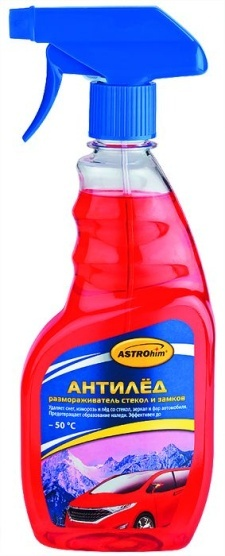 ASTROhim
АНТИЛЁД
размораживатель стекол и замков
Удаляет снег, изморозь и лёд со стекол, зеркал и фар автомобиля.
Предотвращает образование наледи. Эффективен до
– 50 °C